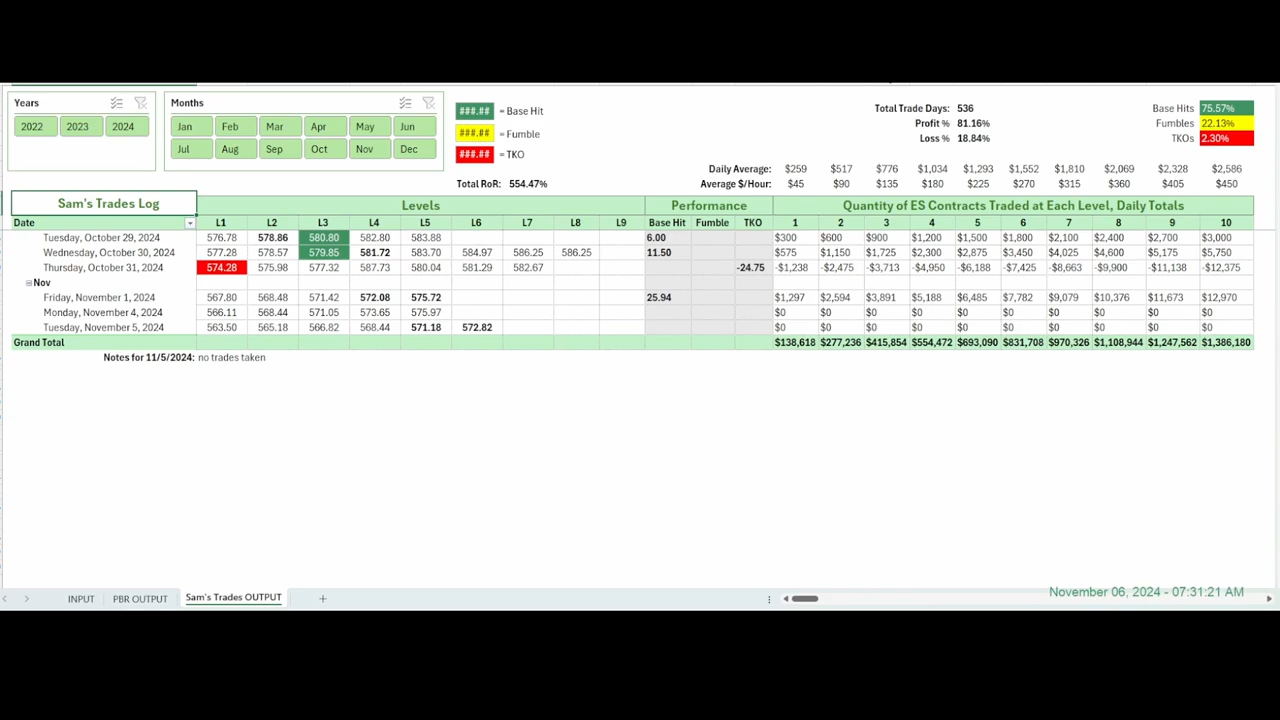 Years Months
###.## = Base Hit Total Trade Days: 536 Base Hits 75.57%
2022 2023 2024 Jan Feb Mar Apr May Jun ###.## = Fumble Profit % 81.16% Fumbles 22.13%
Loss % 18.84% TKOs 2.30%
Jul Aug Sep Oct Nov Dec ###.## = TKO
Daily Average: $259 $517 $776 $1,034 $1,293 $1,552 $1,810 $2,069 $2,328 $2,586
Total RoR: 554.47% Average $/Hour: $45 $90 $135 $180 $225 $270 $315 $360 $405 $450
Sam's Trades Log Levels Performance Quantity of ES Contracts Traded at Each Level, Daily Totals
Date L1 L2 L3 L4 L5 L6 L7 L8 L9 Base Hit Fumble TKO 1 2 3 4 5 6 7 8 9 10
Tuesday, October 29, 2024 576.78 578.86 580.80 582.80 583.88 6.00 $300 $600 $900 $1,200 $1,500 $1,800 $2,100 $2,400 $2,700 $3,000
Wednesday, October 30, 2024 577.28 578.57 579.85 581.72 583.70 584.97 586.25 586.25 11.50 $575 $1,150 $1,725 $2,300 $2,875 $3,450 $4,025 $4,600 $5,175 $5,750
Thursday, October 31, 2024 574.28 575.98 577.32 587.73 580.04 581.29 582.67 -24.75 -$1,238 -$2,475 -$3,713 -$4,950 -$6,188 -$7,425 -$8,663 -$9,900 -$11,138 -$12,375
Nov
Friday, November 1, 2024 567.80 568.48 571.42 572.08 575.72 25.94 $1,297 $2,594 $3,891 $5,188 $6,485 $7,782 $9,079 $10,376 $11,673 $12,970
Monday, November 4, 2024 566.11 568.44 571.05 573.65 575.97 $0 $0 $0 $0 $0 $0 $0 $0 $0 $0
Tuesday, November 5, 2024 563.50 565.18 566.82 568.44 571.18 572.82 $0 $0 $0 $0 $0 $0 $0 $0 $0 $0
Grand Total $138,618 $277,236 $415,854 $554,472 $693,090 $831,708 $970,326 $1,108,944 $1,247,562 $1,386,180
Notes for 11/5/2024: no trades taken
INPUT PBR OUTPUT Sam's Trades OUTPUT + November 06, 2024 - 07:31:21 AM